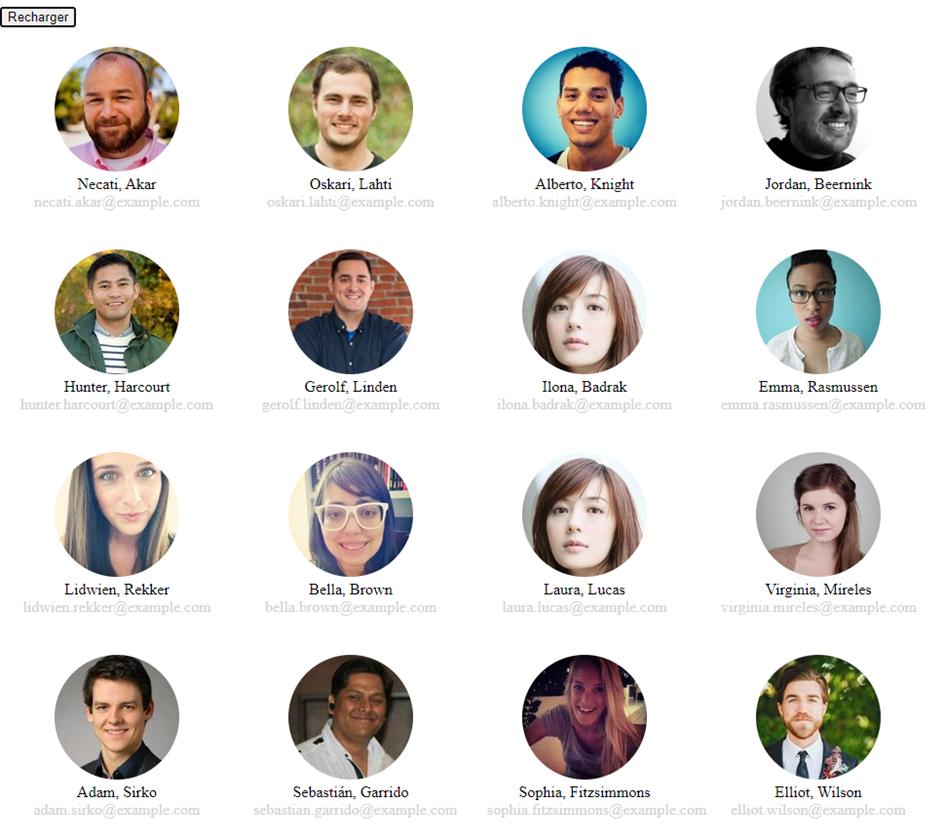 Recharger
Necati, Akar
necati.akar@example.com
Oskari, Lahti
oskari.lahti@example.com
Alberto, Knight
alberto.knight@example.com
Jordan, Beernink
jordan.beernink@example.com
Hunter, Harcourt
hunter.harcourt@example.com
Gerolf, Linden
gerolf.linden@example.com
Ilona, Badrak
ilona.badrak@example.com
Emma, Rasmussen
emma.rasmussen@example.com
Lidwien, Rekker
lidwien.rekker@example.com
Bella, Brown
bella.brown@example.com
Laura, Lucas
laura.lucas@example.com
Virginia, Mireles
virginia.mireles@example.com
Adam, Sirko
adam.sirko@example.com
Sebastián, Garrido
sebastian.garrido@example.com
Sophia, Fitzsimmons
sophia.fitzsimmons@example.com
Elliot, Wilson
elliot.wilson@example.com